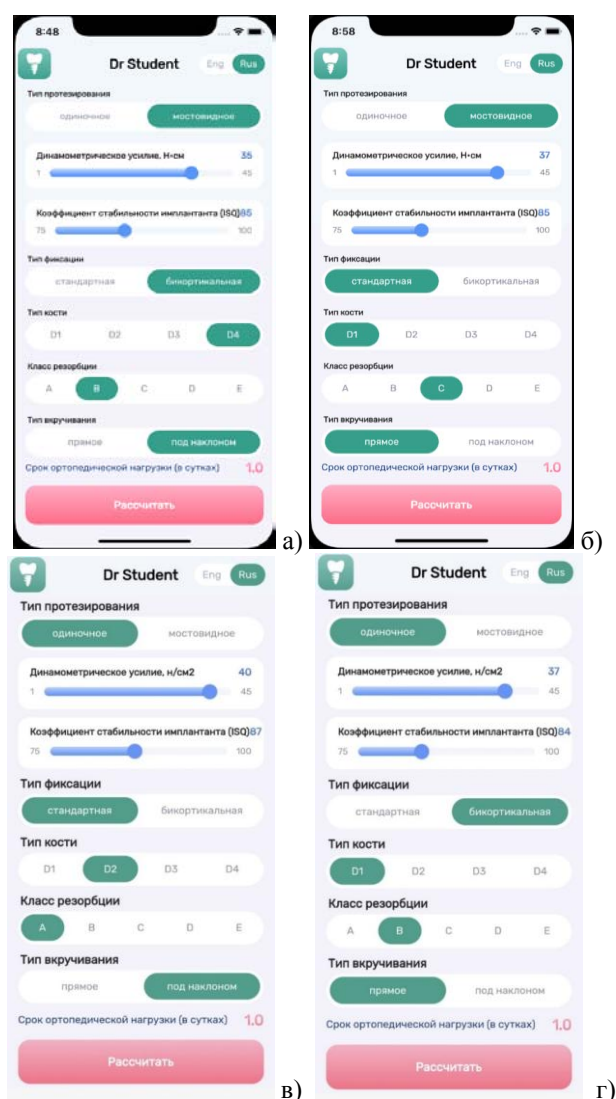 8:48
Dr Student Eng Rus
Тип протезирования
одиночное мостовидное
Динамометрическое усилие, Н•см 35
1 45
Коэффициент стабильности имплантанта (ISQ) 85
75 100
Тип фиксации
стандартная бикортикальная
Тип кости
D1 D2 D3 D4
Класс резорбции
A B C D E
Тип вкручивания
прямое под наклоном
Срок ортопедической нагрузки (в сутках) 1.0
Рассчитать
а)
8:58
Dr Student Eng Rus
Тип протезирования
одиночное мостовидное
Динамометрическое усилие, Н•см 37
1 45
Коэффициент стабильности имплантанта (ISQ) 85
75 100
Тип фиксации
стандартная бикортикальная
Тип кости
D1 D2 D3 D4
Класс резорбции
A B C D E
Тип вкручивания
прямое под наклоном
Срок ортопедической нагрузки (в сутках) 1.0
Рассчитать
б)
Dr Student Eng Rus
Тип протезирования
одиночное мостовидное
Динамометрическое усилие, н/см2 40
1 45
Коэффициент стабильности имплантанта (ISQ) 87
75 100
Тип фиксации
стандартная бикортикальная
Тип кости
D1 D2 D3 D4
Класс резорбции
A B C D E
Тип вкручивания
прямое под наклоном
Срок ортопедической нагрузки (в сутках) 1.0
Рассчитать
в)
Dr Student Eng Rus
Тип протезирования
одиночное мостовидное
Динамометрическое усилие, н/см2 37
1 45
Коэффициент стабильности имплантанта (ISQ) 84
75 100
Тип фиксации
стандартная бикортикальная
Тип кости
D1 D2 D3 D4
Класс резорбции
A B C D E
Тип вкручивания
прямое под наклоном
Срок ортопедической нагрузки (в сутках) 1.0
Рассчитать
г)